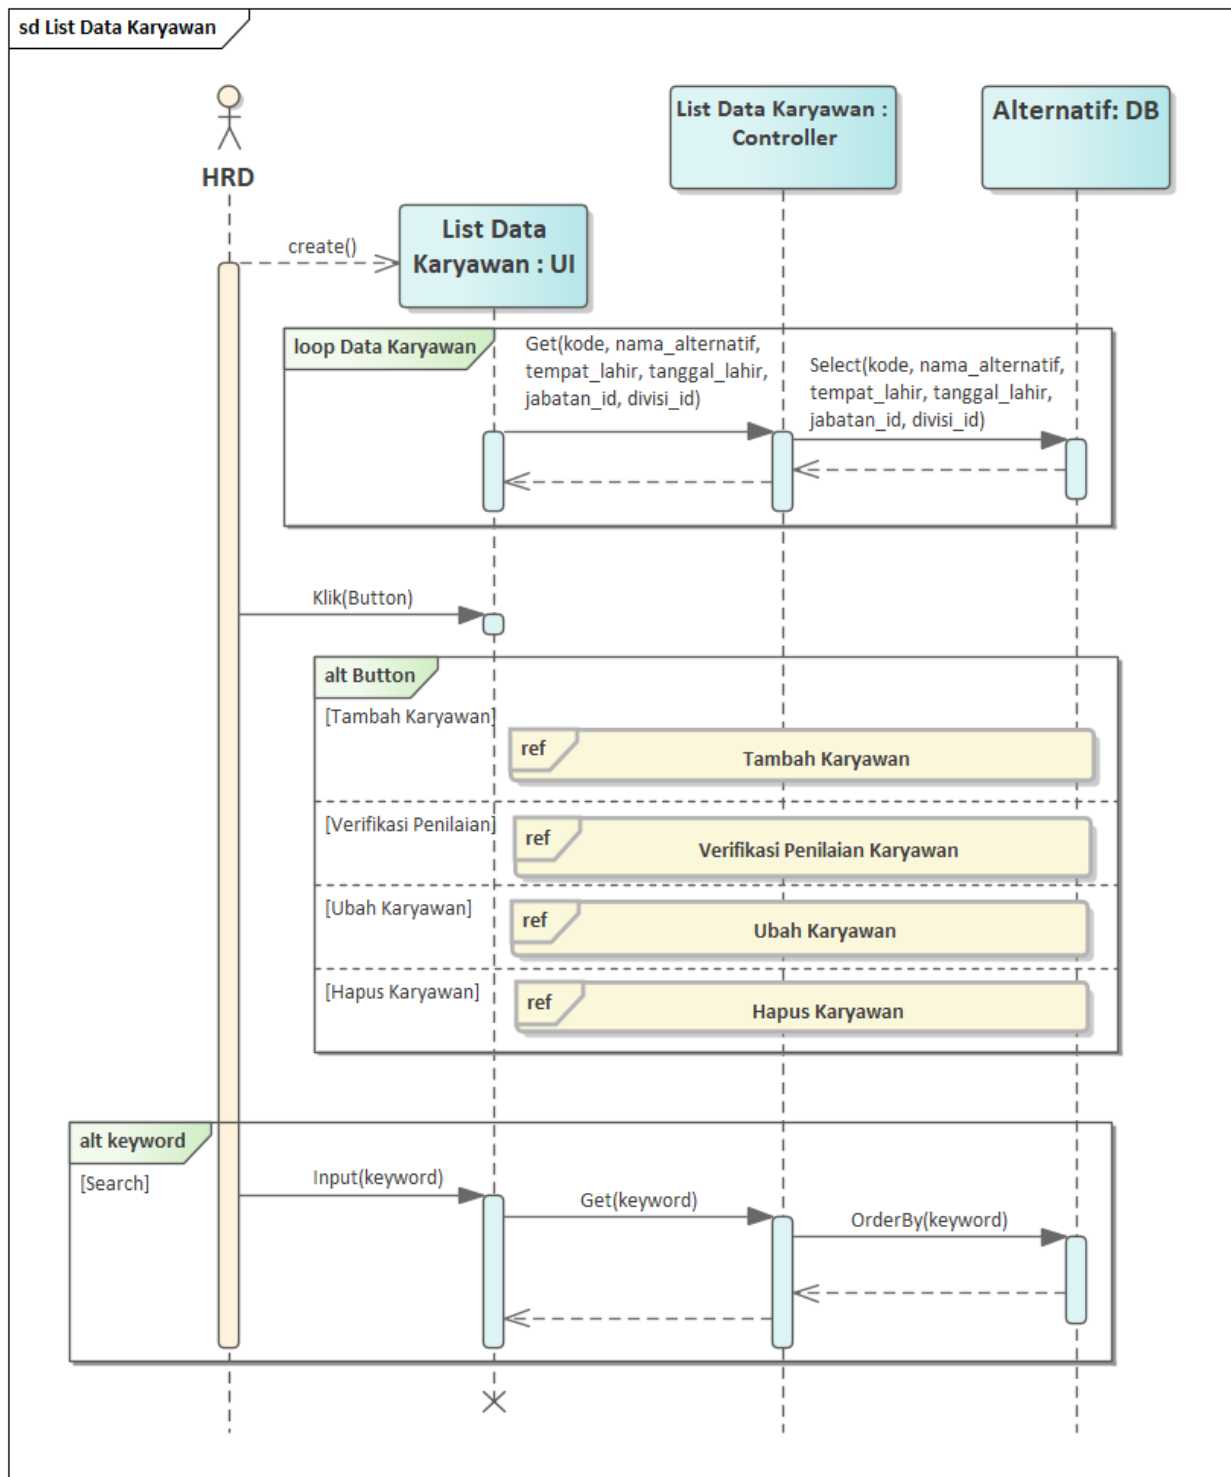 sd List Data Karyawan
HRD
List Data Karyawan :
Controller
Alternatif: DB
List Data
Karyawan : UI
create()
loop Data Karyawan
Get(kode, nama_alternatif,
tempat_lahir, tanggal_lahir,
jabatan_id, divisi_id)
Select(kode, nama_alternatif,
tempat_lahir, tanggal_lahir,
jabatan_id, divisi_id)
Klik(Button)
alt Button
[Tambah Karyawan]
ref
Tambah Karyawan
[Verifikasi Penilaian]
ref
Verifikasi Penilaian Karyawan
[Ubah Karyawan]
ref
Ubah Karyawan
[Hapus Karyawan]
ref
Hapus Karyawan
alt keyword
[Search]
Input(keyword)
Get(keyword)
OrderBy(keyword)